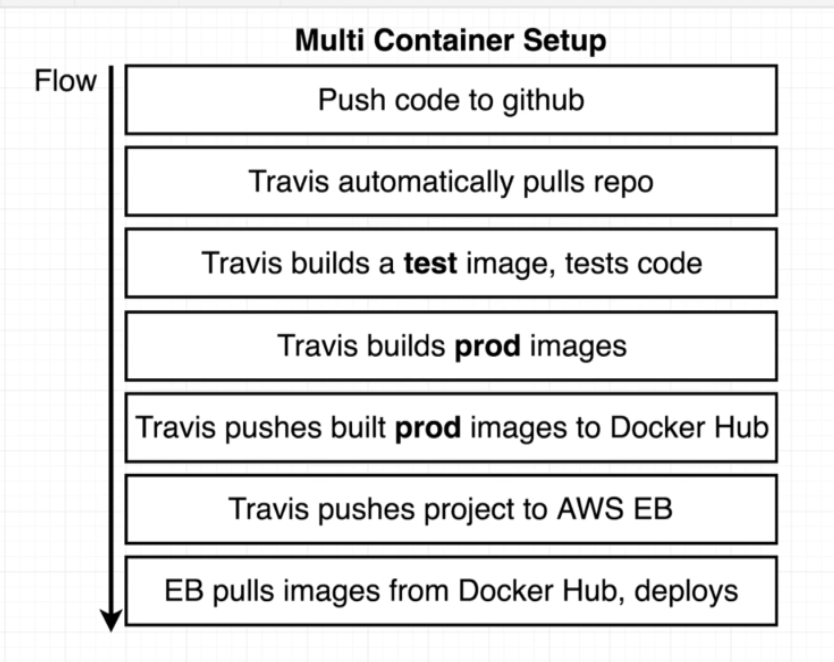 Multi Container Setup
Flow
Push code to github
Travis automatically pulls repo
Travis builds a test image, tests code
Travis builds prod images
Travis pushes built prod images to Docker Hub
Travis pushes project to AWS EB
EB pulls images from Docker Hub, deploys